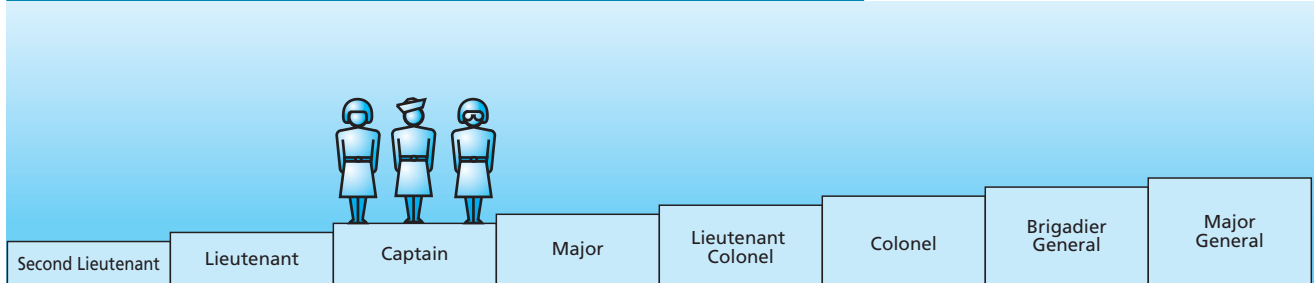 Second Lieutenant
Lieutenant
Captain
Major
Lieutenant
Colonel
Colonel
Brigadier
General
Major
General